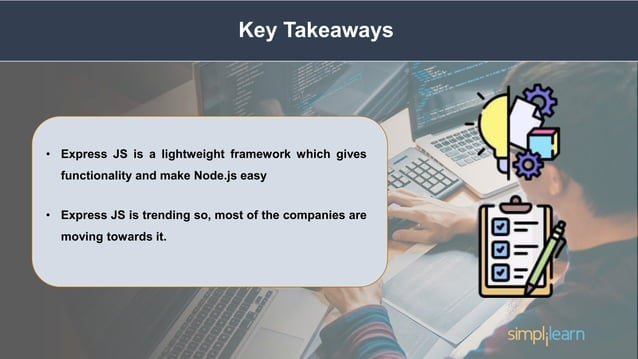 Key Takeaways
• Express JS is a lightweight framework which gives
functionality and make Node.js easy
• Express JS is trending so, most of the companies are
moving towards it.
simplilearn